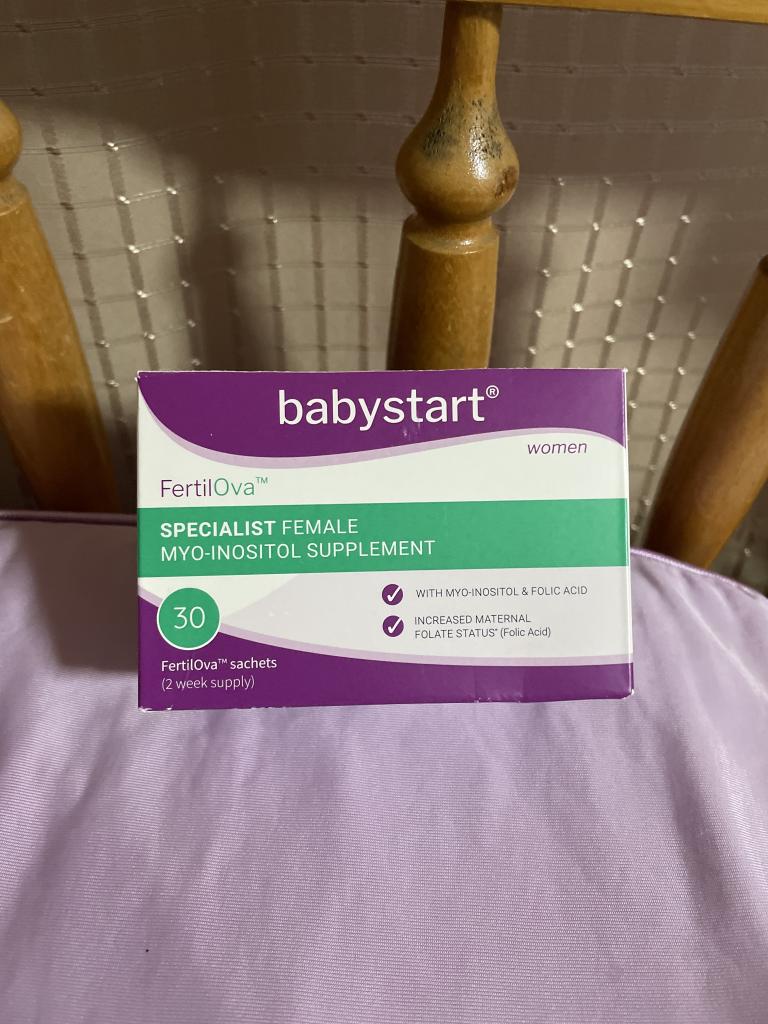 babystart®
women
FertilOva™
SPECIALIST FEMALE
MYO-INOSITOL SUPPLEMENT
30
WITH MYO-INOSITOL & FOLIC ACID
INCREASED MATERNAL
FOLATE STATUS* (Folic Acid)
FertilOva™ sachets
(2 week supply)